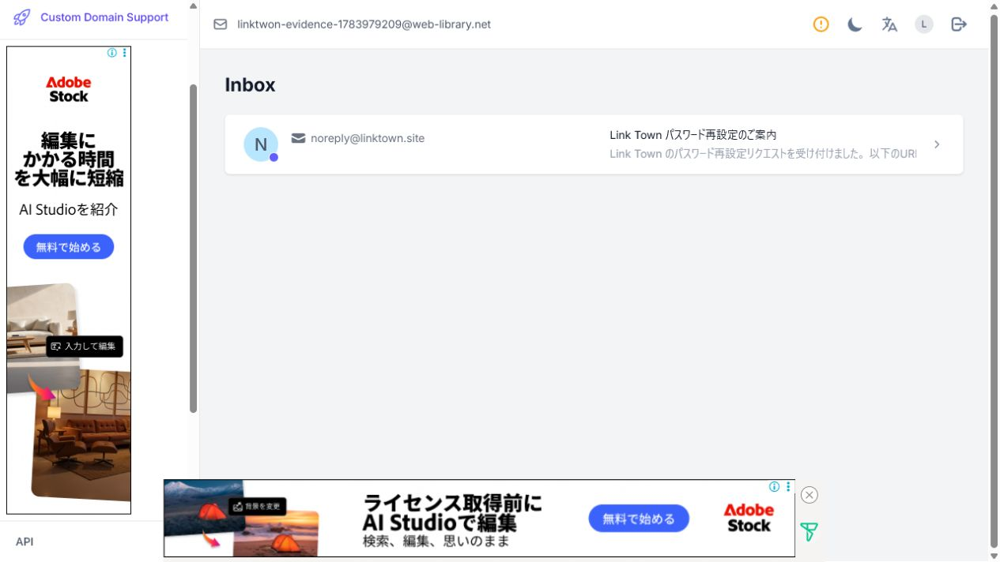 Custom Domain Support
Adobe
Stock
編集に
かかる時間
を大幅に短縮
AI Studioを紹介
無料で始める
入力して編集
API
linktwon-evidence-1783979209@web-library.net
L
Inbox
N
noreply@linktown.site
Link Town パスワード再設定のご案内
Link Town のパスワード再設定リクエストを受け付けました。以下のURL
背景を変更
ライセンス取得前に
AI Studioで編集
検索、編集、思いのまま
無料で始める
Adobe
Stock